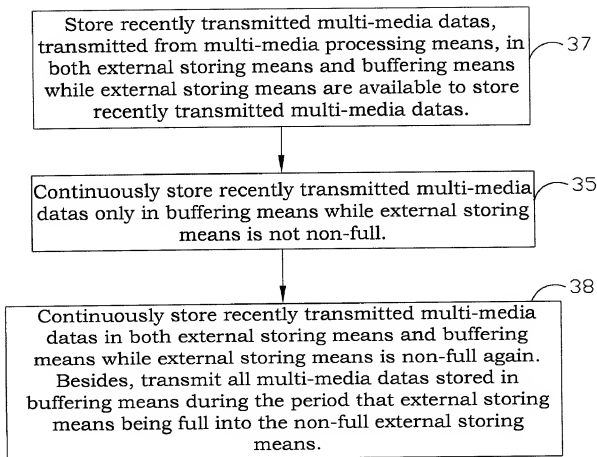 Store recently transmitted multi-media datas,
transmitted from multi-media processing means, in
both external storing means and buffering means
while external storing means are available to store
recently transmitted multi-media datas.
37
Continuously store recently transmitted multi-media
datas only in buffering means while external storing
means is not non-full.
35
38
Continuously store recently transmitted multi-media
datas in both external storing means and buffering
means while external storing means is non-full again.
Besides, transmit all multi-media datas stored in
buffering means during the period that external storing
means being full into the non-full external storing
means.